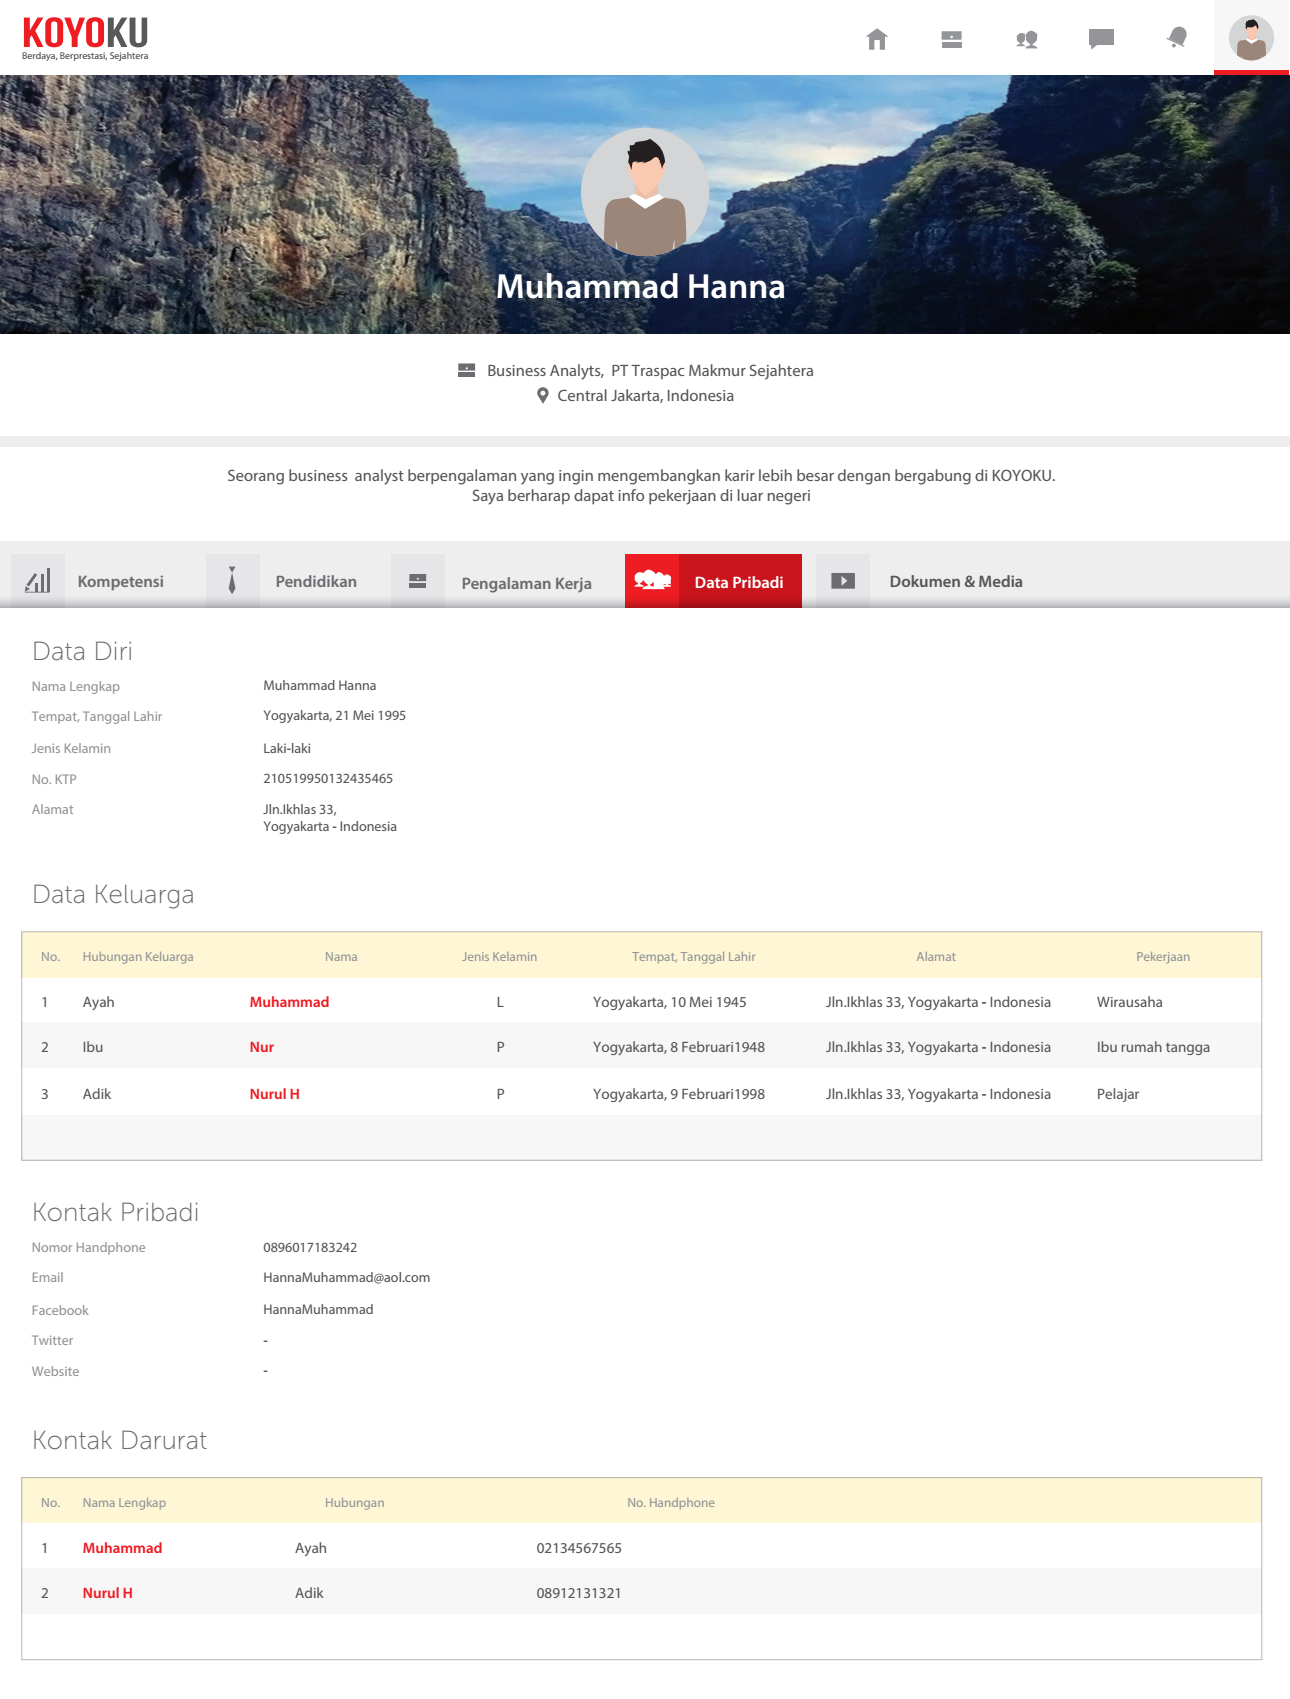 KOYOKU
Berdaya, Berprestasi, Sejahtera
Muhammad Hanna
Business Analyts, PT Traspac Makmur Sejahtera
Central Jakarta, Indonesia
Seorang business analyst berpengalaman yang ingin mengembangkan karir lebih besar dengan bergabung di KOYOKU.
Saya berharap dapat info pekerjaan di luar negeri
Kompetensi Pendidikan Pengalaman Kerja Data Pribadi Dokumen & Media
Data Diri
Nama Lengkap Muhammad Hanna
Tempat, Tanggal Lahir Yogyakarta, 21 Mei 1995
Jenis Kelamin Laki-laki
No. KTP 210519950132435465
Alamat Jln.Ikhlas 33,
Yogyakarta - Indonesia
Data Keluarga
No. Hubungan Keluarga Nama Jenis Kelamin Tempat, Tanggal Lahir Alamat Pekerjaan
1 Ayah Muhammad L Yogyakarta, 10 Mei 1945 Jln.Ikhlas 33, Yogyakarta - Indonesia Wirausaha
2 Ibu Nur P Yogyakarta, 8 Februari1948 Jln.Ikhlas 33, Yogyakarta - Indonesia Ibu rumah tangga
3 Adik Nurul H P Yogyakarta, 9 Februari1998 Jln.Ikhlas 33, Yogyakarta - Indonesia Pelajar
Kontak Pribadi
Nomor Handphone 0896017183242
Email HannaMuhammad@aol.com
Facebook HannaMuhammad
Twitter -
Website -
Kontak Darurat
No. Nama Lengkap Hubungan No. Handphone
1 Muhammad Ayah 02134567565
2 Nurul H Adik 08912131321